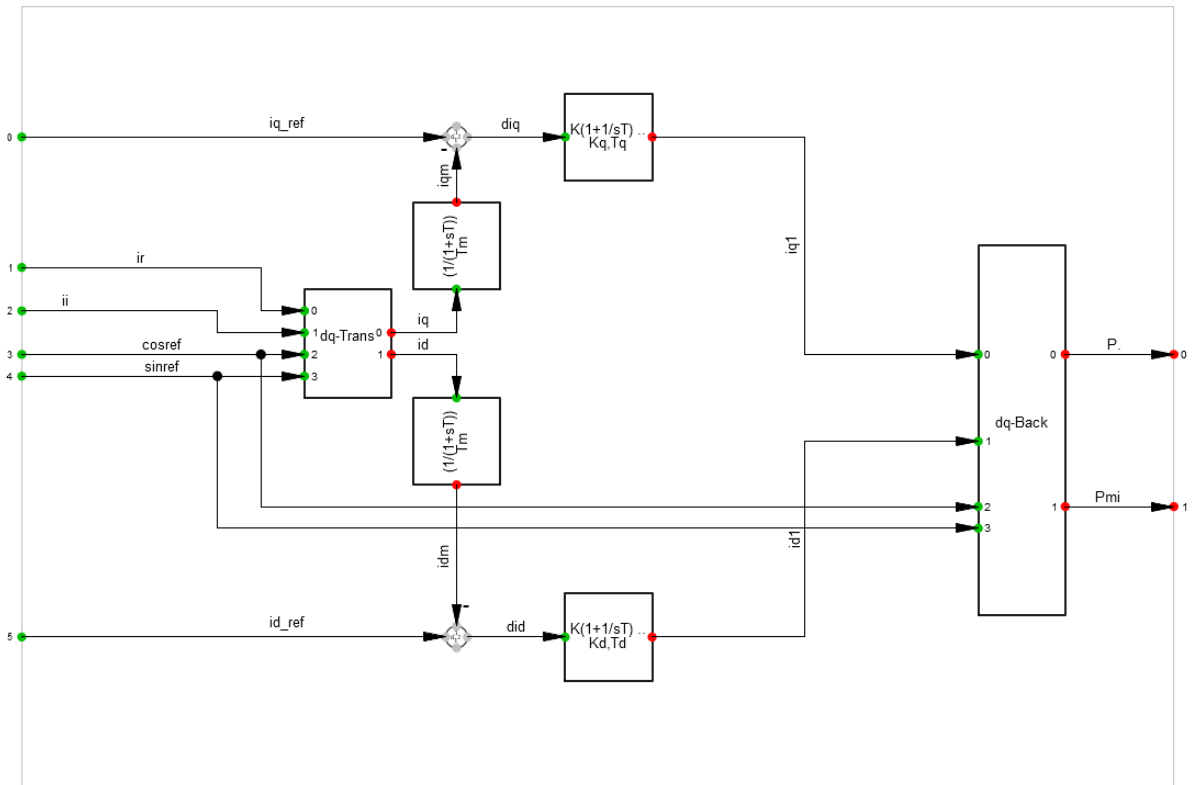 iq_ref
diq
K(1+1/sT) ..
Kq,Tq
0
-
iqm
(1/(1+sT))
Tm
iq1
ir
1
ii
2
0
1
dq-Trans
0
iq
cosref
3
2
1
id
sinref
4
3
0
0
P.
0
dq-Back
1
(1/(1+sT))
Tm
2
1
Pmi
1
3
id1
idm
-
id_ref
did
K(1+1/sT) ..
Kd,Td
5